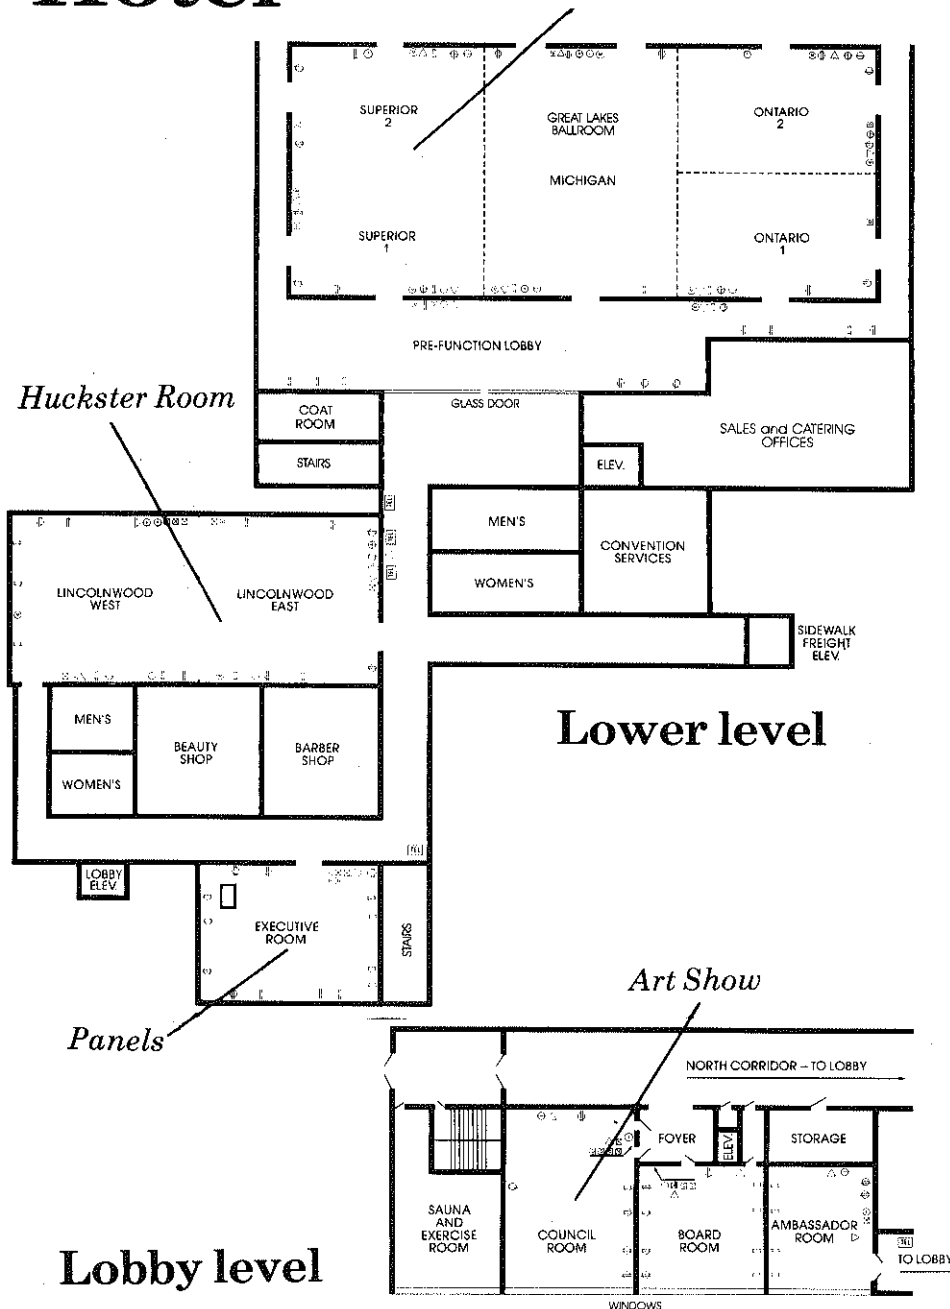 Hotel
SUPERIOR
2
GREAT LAKES
BALLROOM
ONTARIO
2
MICHIGAN
SUPERIOR
1
ONTARIO
1
PRE-FUNCTION LOBBY
Huckster Room
COAT
ROOM
GLASS DOOR
SALES and CATERING
OFFICES
STAIRS
ELEV.
MEN'S
CONVENTION
SERVICES
WOMEN'S
LINCOLNWOOD
WEST
LINCOLNWOOD
EAST
SIDEWALK
FREIGHT
ELEV.
Lower level
MEN'S
BEAUTY
SHOP
BARBER
SHOP
WOMEN'S
LOBBY
ELEV.
EXECUTIVE
ROOM
STAIRS
Panels
Art Show
NORTH CORRIDOR – TO LOBBY
FOYER
ELEV.
STORAGE
SAUNA
AND
EXERCISE
ROOM
COUNCIL
ROOM
BOARD
ROOM
AMBASSADOR
ROOM
TO LOBBY
Lobby level
WINDOWS